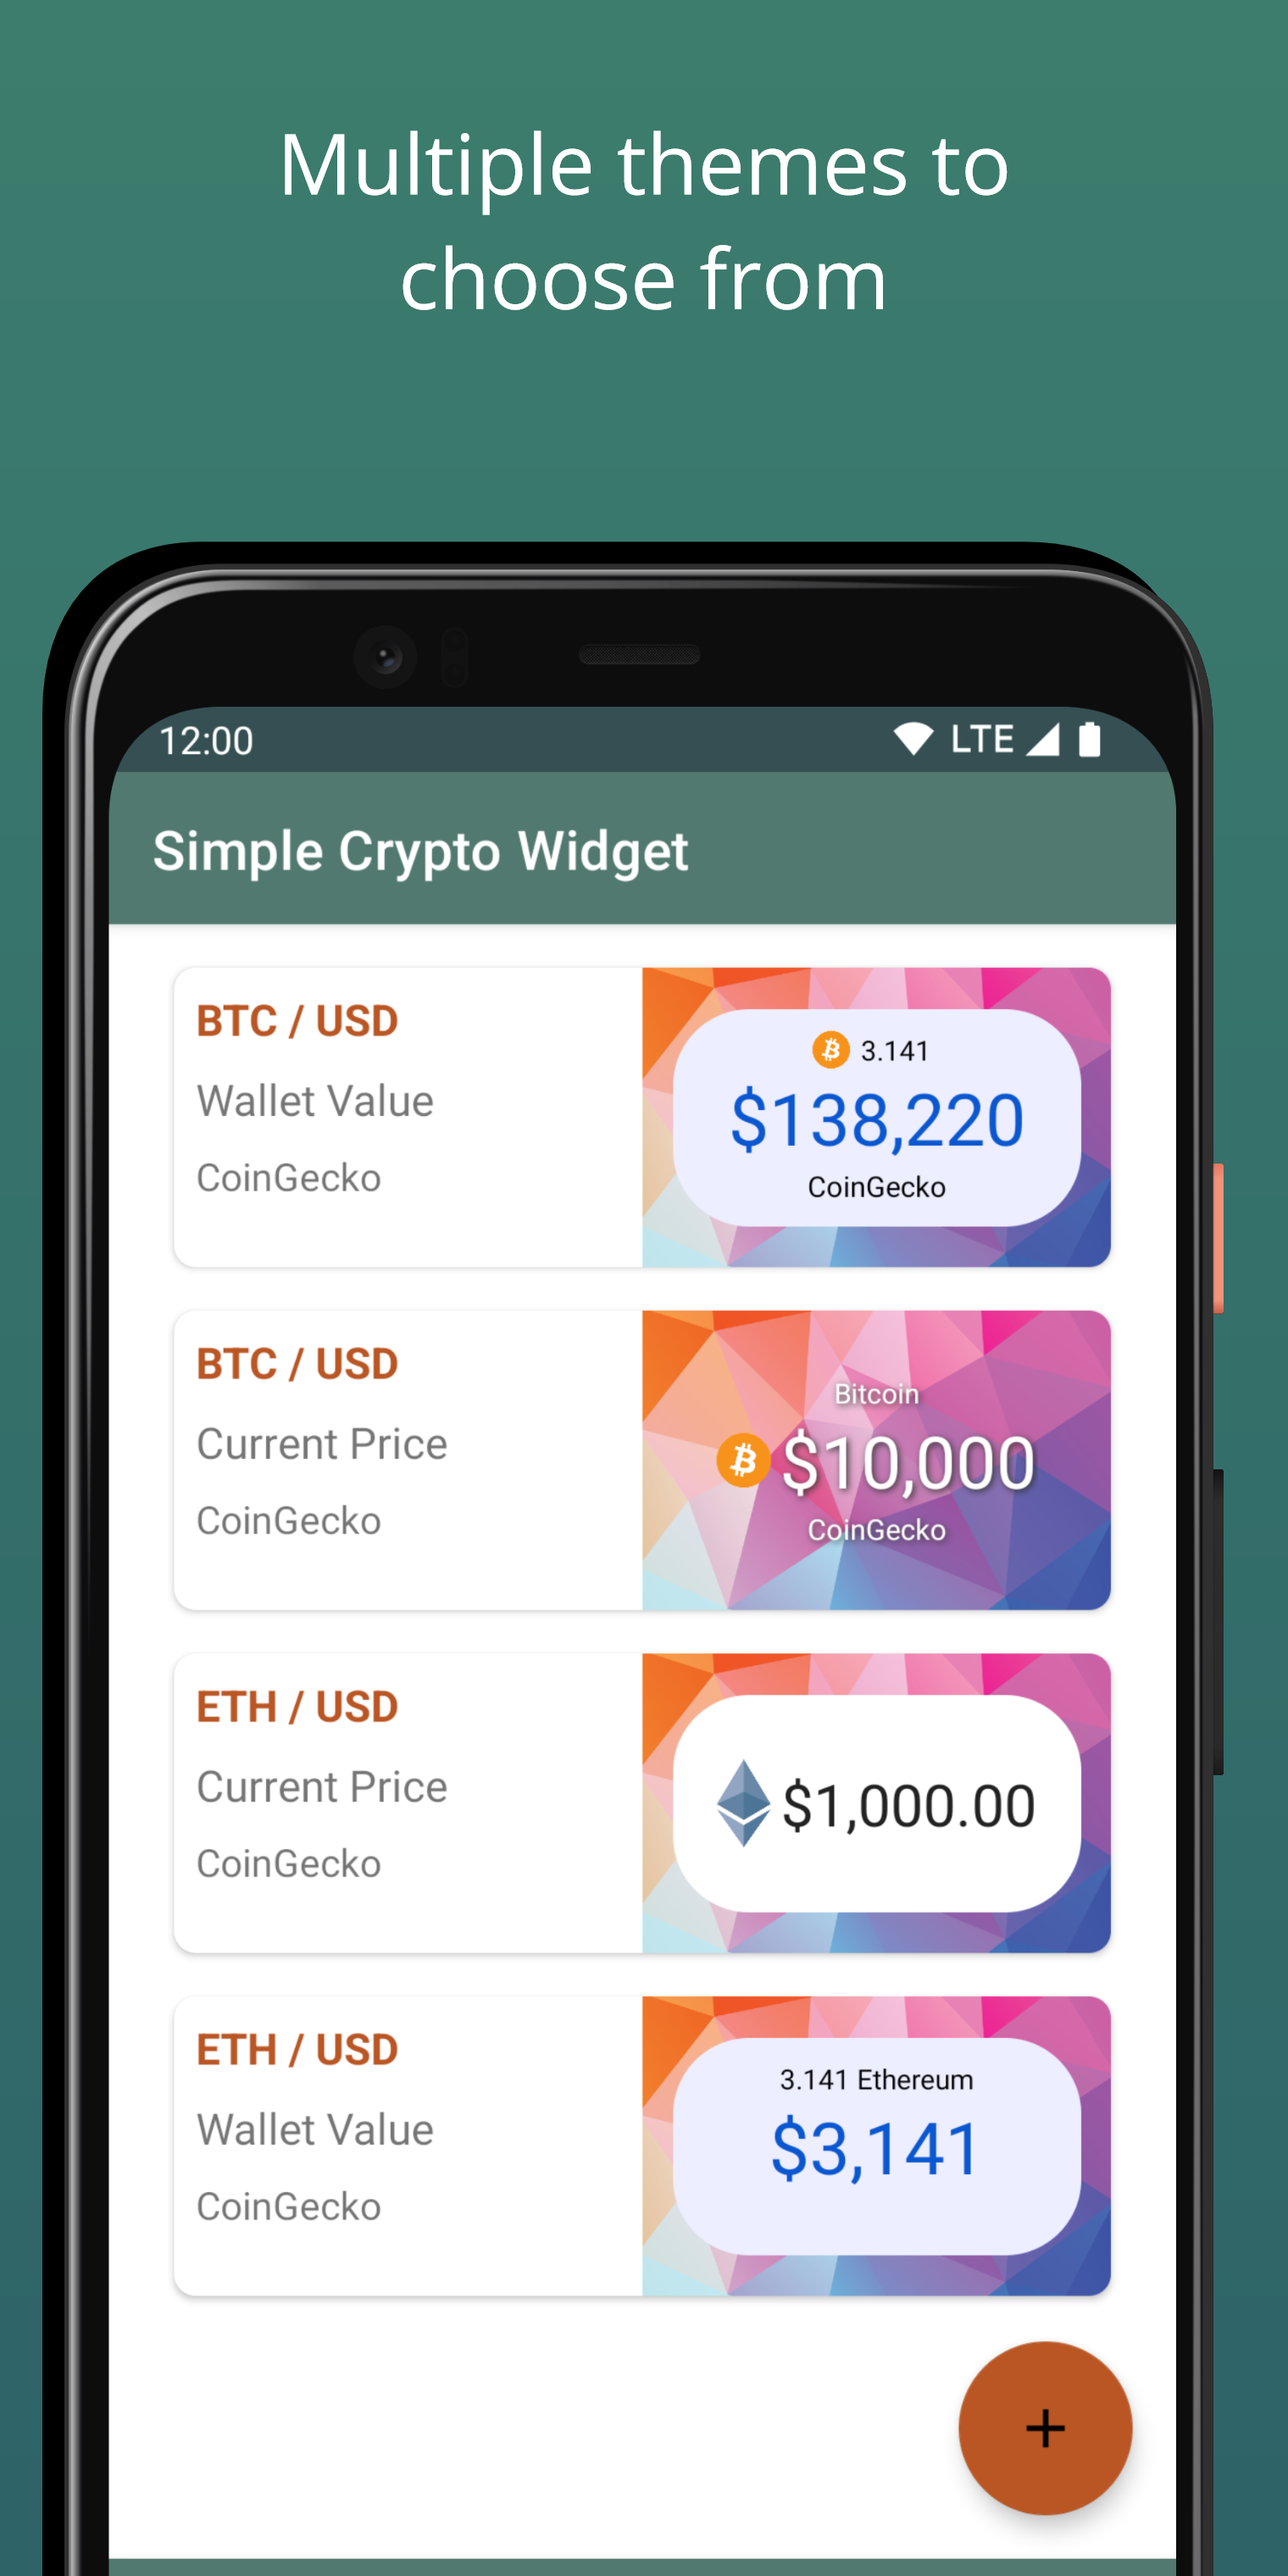 Multiple themes to
choose from
12:00 LTE
Simple Crypto Widget
BTC / USD
Wallet Value
CoinGecko
3.141
$138,220
CoinGecko
BTC / USD
Current Price
CoinGecko
Bitcoin
$10,000
CoinGecko
ETH / USD
Current Price
CoinGecko
$1,000.00
ETH / USD
Wallet Value
CoinGecko
3.141 Ethereum
$3,141
+